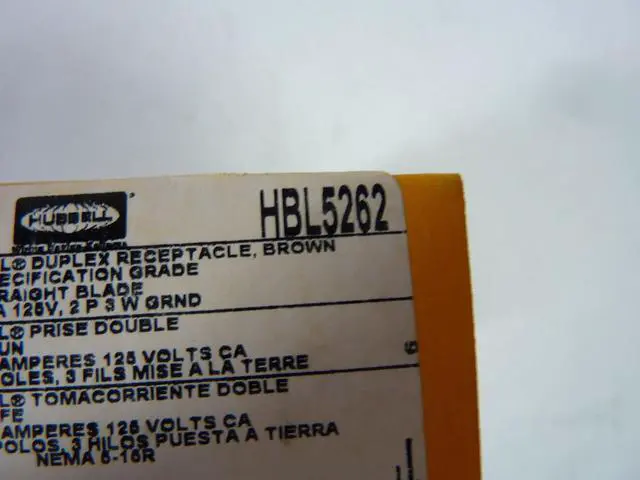 HUBBELL
HBL5262
L® DUPLEX RECEPTACLE, BROWN
ECIFICATION GRADE
RAIGHT BLADE
A 125V, 2 P 3 W GRND
L® PRISE DOUBLE
UN
AMPERES 125 VOLTS CA
OLES, 3 FILS MISE A LA TERRE
L® TOMACORRIENTE DOBLE
FE
AMPERES 125 VOLTS CA
POLOS, 3 HILOS PUESTA A TIERRA
NEMA 5-15R